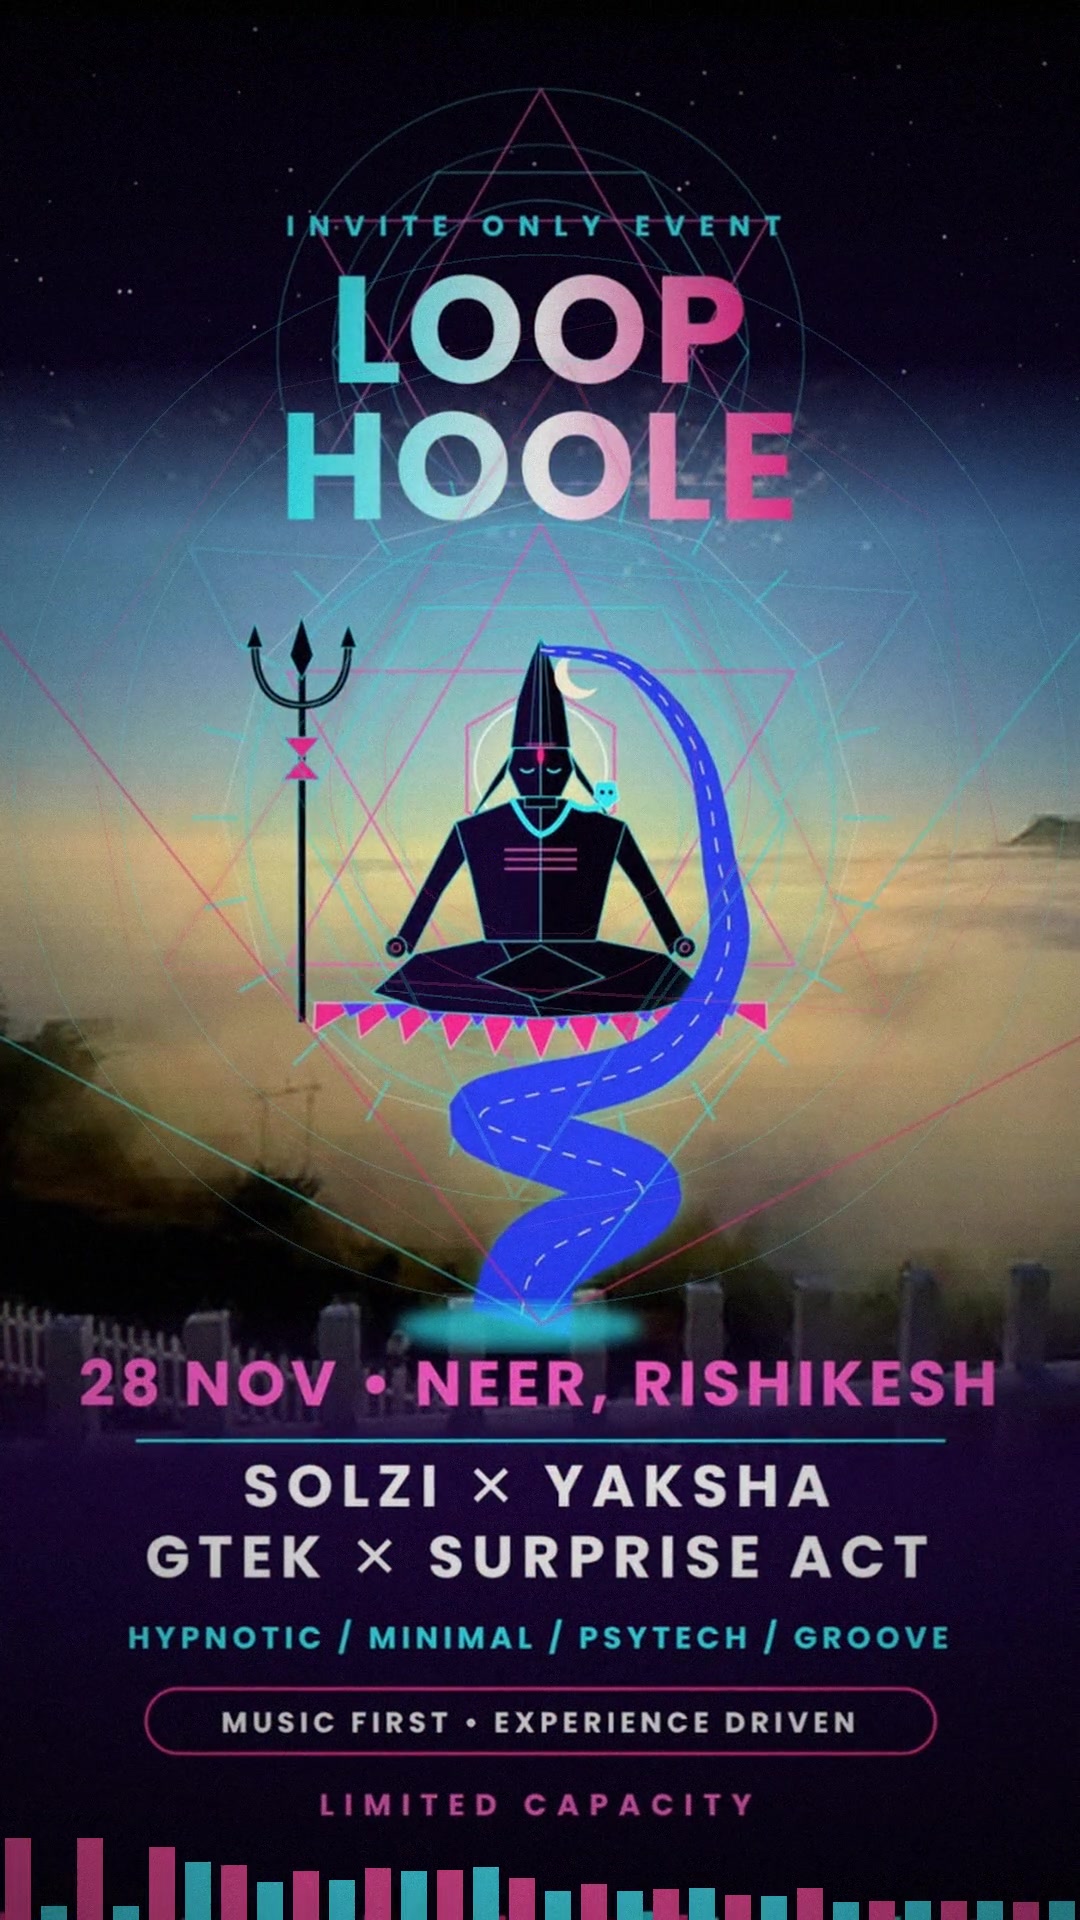 INVITE ONLY EVENT
LOOP
HOOLE
28 NOV • NEER, RISHIKESH
SOLZI × YAKSHA
GTEK × SURPRISE ACT
HYPNOTIC / MINIMAL / PSYTECH / GROOVE
MUSIC FIRST • EXPERIENCE DRIVEN
LIMITED CAPACITY